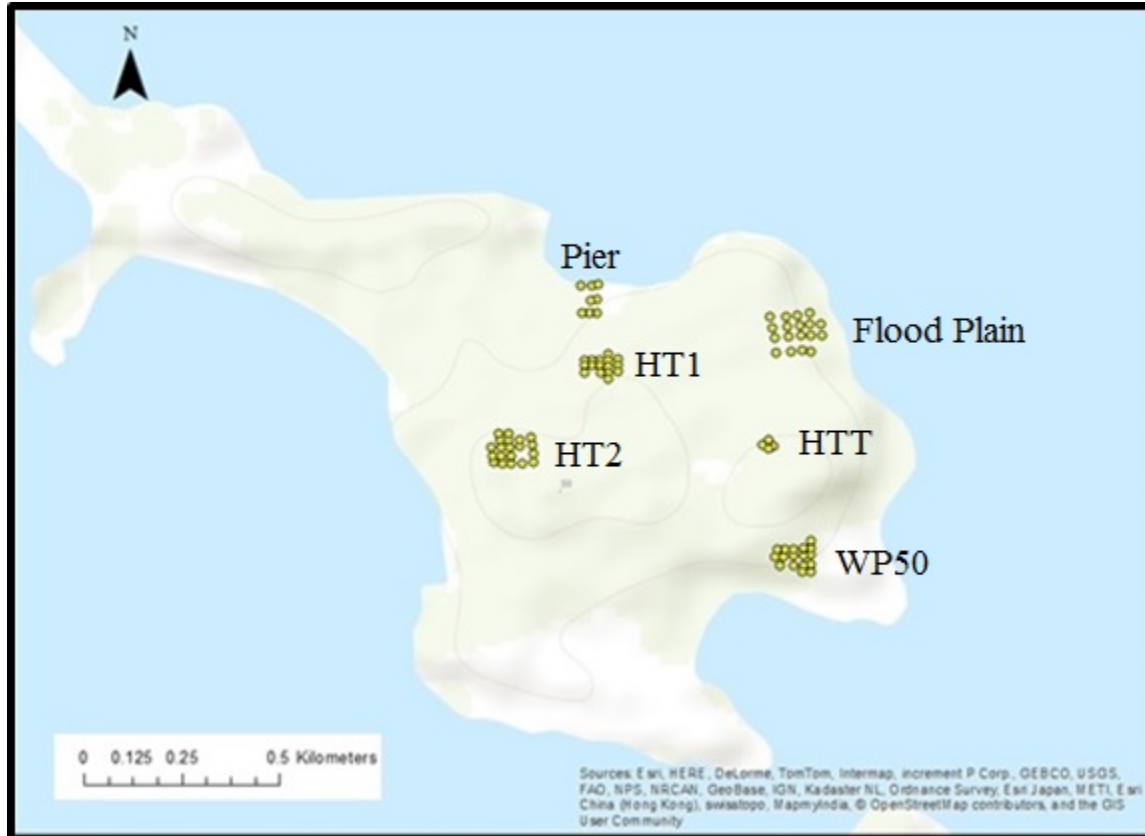 N
Pier
Flood Plain
HT1
HTT
HT2
WP50
0 0.125 0.25 0.5 Kilometers
Sources: Esri, HERE, DeLorme, TomTom, Intermap, increment P Corp., GEBCO, USGS,
FAO, NPS, NRCAN, GeoBase, IGN, Kadaster NL, Ordnance Survey, Esri Japan, METI, Esri
China (Hong Kong), swisstopo, MapmyIndia, © OpenStreetMap contributors, and the GIS
User Community